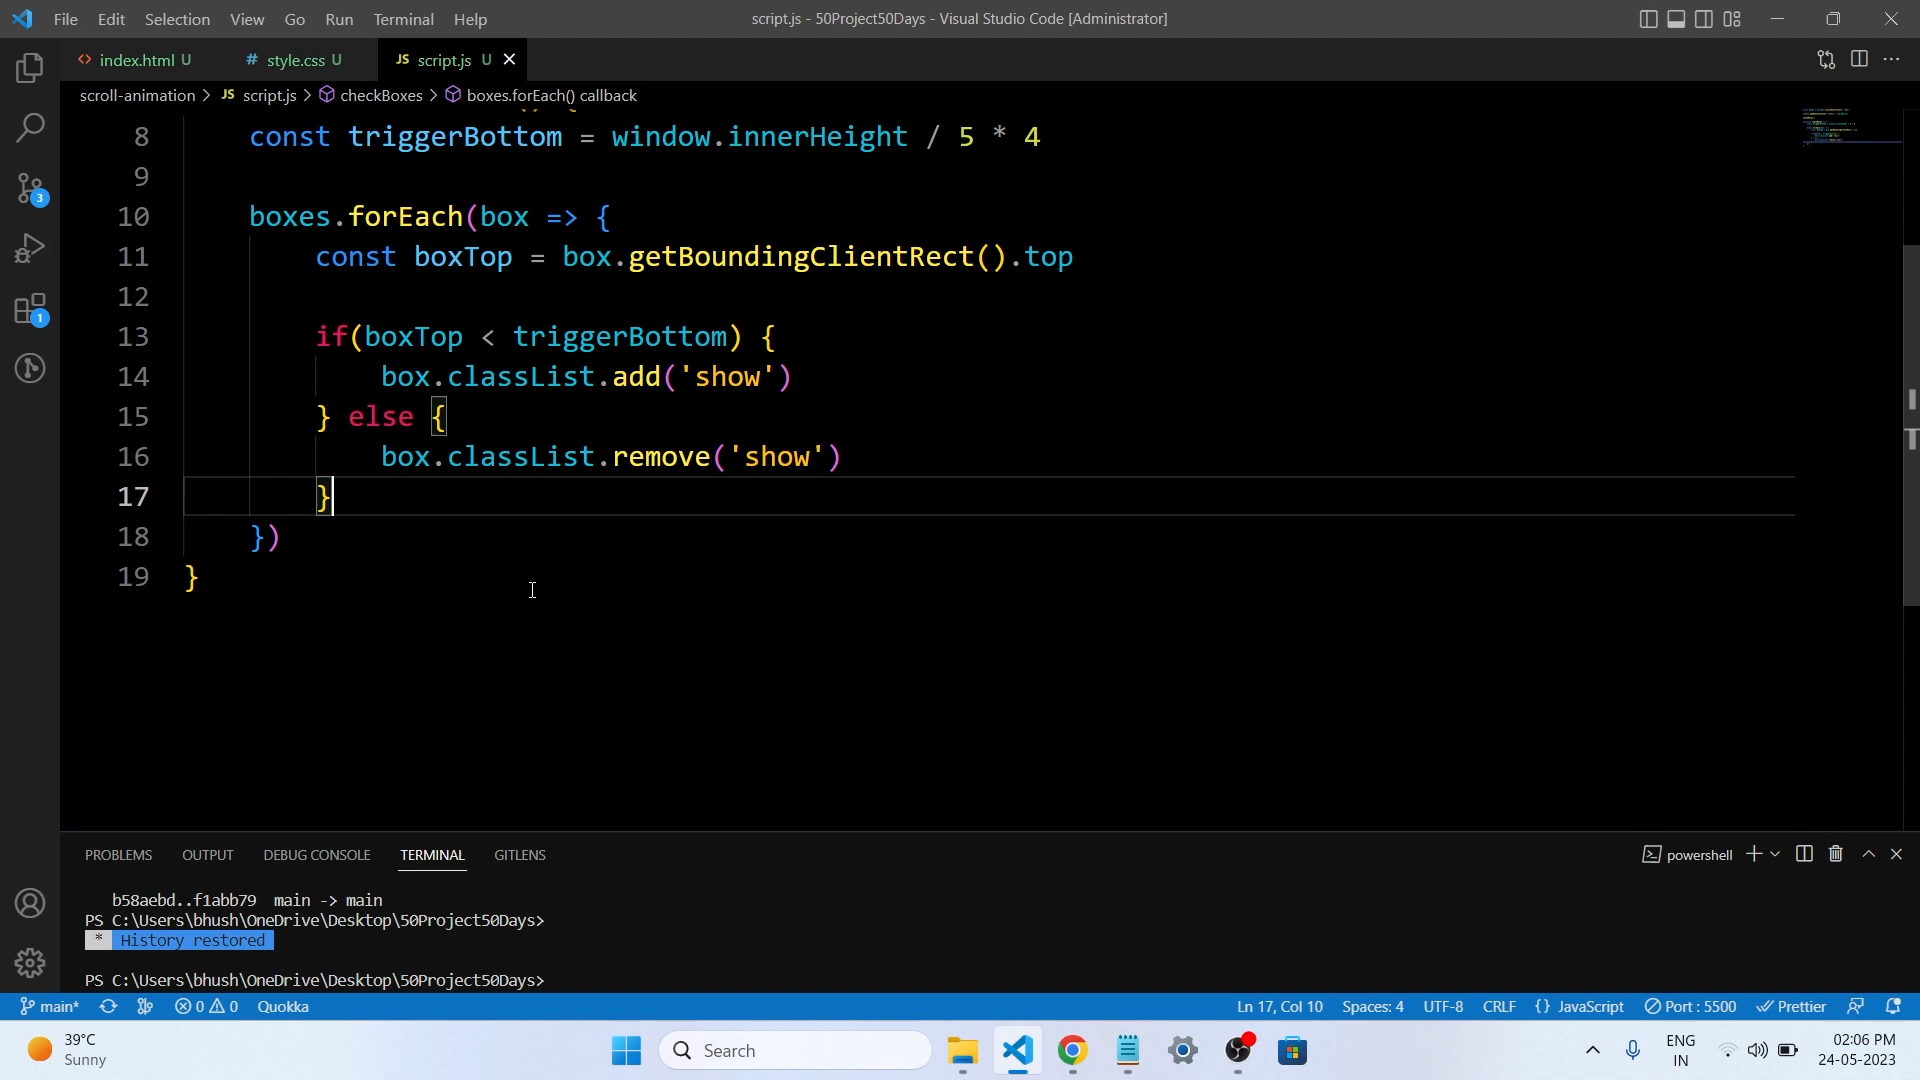 File Edit Selection View Go Run Terminal Help
script.js - 50Project50Days - Visual Studio Code [Administrator]
<> index.html U
# style.css U
JS script.js U
scroll-animation > JS script.js > checkBoxes > boxes.forEach() callback
8 const triggerBottom = window.innerHeight / 5 * 4
9
10 boxes.forEach(box => {
11 const boxTop = box.getBoundingClientRect().top
12
13 if(boxTop < triggerBottom) {
14 box.classList.add('show')
15 } else {
16 box.classList.remove('show')
17 }
18 })
19 }
3
1
PROBLEMS OUTPUT DEBUG CONSOLE TERMINAL GITLENS
powershell
b58aebd..f1abb79 main -> main
PS C:\Users\bhush\OneDrive\Desktop\50Project50Days>
* History restored
PS C:\Users\bhush\OneDrive\Desktop\50Project50Days>
main* 0 0 Quokka
Ln 17, Col 10 Spaces: 4 UTF-8 CRLF {} JavaScript Port : 5500 Prettier
39°C
Sunny
Search
ENG
IN
02:06 PM
24-05-2023